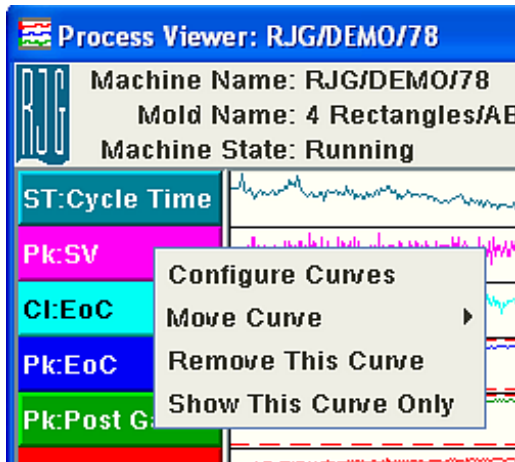 Process Viewer: RJG/DEMO/78
RJG
Machine Name: RJG/DEMO/78
Mold Name: 4 Rectangles/AB
Machine State: Running
ST:Cycle Time
Pk:SV
Cl:EoC
Pk:EoC
Pk:Post G
Configure Curves
Move Curve
Remove This Curve
Show This Curve Only